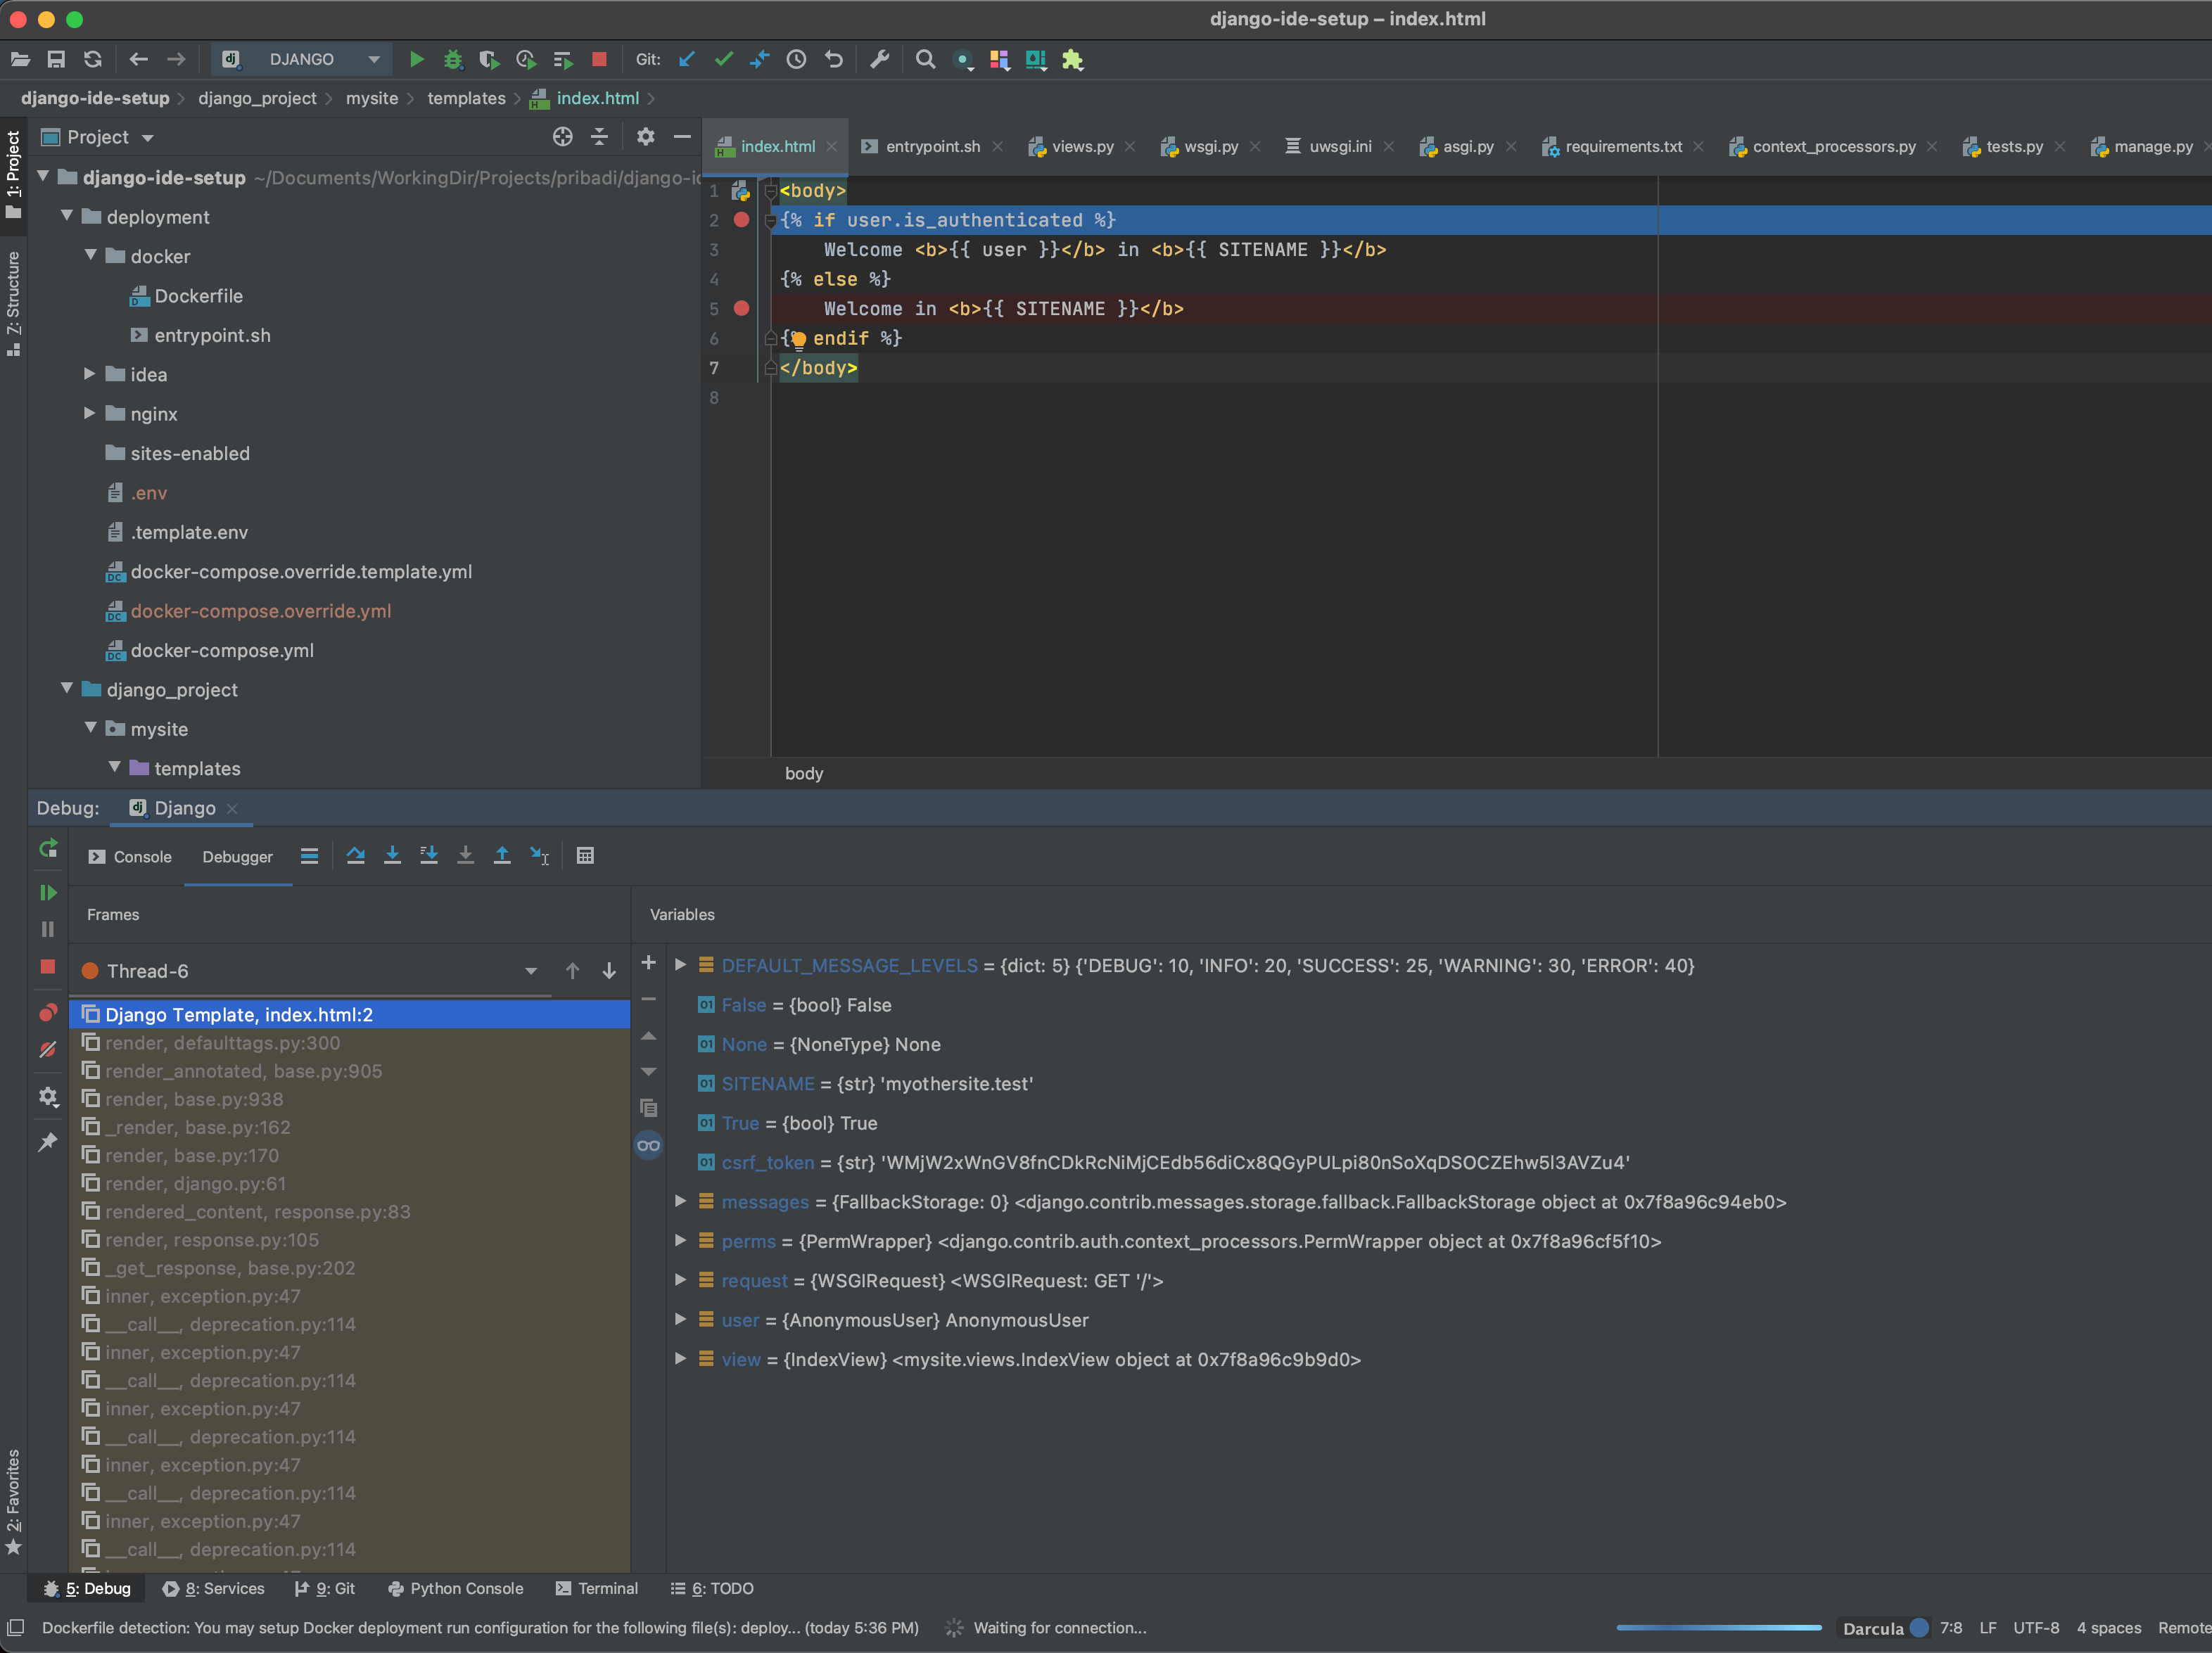 django-ide-setup – index.html
DJANGO
Git:
django-ide-setup django_project mysite templates index.html
1: Project
7: Structure
2: Favorites
Project
django-ide-setup ~/Documents/WorkingDir/Projects/pribadi/django-i
deployment
docker
Dockerfile
entrypoint.sh
idea
nginx
sites-enabled
.env
.template.env
docker-compose.override.template.yml
docker-compose.override.yml
docker-compose.yml
django_project
mysite
templates
index.html entrypoint.sh views.py wsgi.py uwsgi.ini asgi.py requirements.txt context_processors.py tests.py manage.py
1 <body>
2 {% if user.is_authenticated %}
3 Welcome <b>{{ user }}</b> in <b>{{ SITENAME }}</b>
4 {% else %}
5 Welcome in <b>{{ SITENAME }}</b>
6 {% endif %}
7 </body>
8
body
Debug: Django
Console Debugger
Frames
Thread-6
Django Template, index.html:2
render, defaulttags.py:300
render_annotated, base.py:905
render, base.py:938
_render, base.py:162
render, base.py:170
render, django.py:61
rendered_content, response.py:83
render, response.py:105
_get_response, base.py:202
inner, exception.py:47
__call__, deprecation.py:114
inner, exception.py:47
__call__, deprecation.py:114
inner, exception.py:47
__call__, deprecation.py:114
inner, exception.py:47
__call__, deprecation.py:114
inner, exception.py:47
__call__, deprecation.py:114
Variables
DEFAULT_MESSAGE_LEVELS = {dict: 5} {'DEBUG': 10, 'INFO': 20, 'SUCCESS': 25, 'WARNING': 30, 'ERROR': 40}
False = {bool} False
None = {NoneType} None
SITENAME = {str} 'myothersite.test'
True = {bool} True
csrf_token = {str} 'WMjW2xWnGV8fnCDkRcNiMjCEdb56diCx8QGyPULpi80nSoXqDSOCZEhw5l3AVZu4'
messages = {FallbackStorage: 0} <django.contrib.messages.storage.fallback.FallbackStorage object at 0x7f8a96c94eb0>
perms = {PermWrapper} <django.contrib.auth.context_processors.PermWrapper object at 0x7f8a96cf5f10>
request = {WSGIRequest} <WSGIRequest: GET '/'>
user = {AnonymousUser} AnonymousUser
view = {IndexView} <mysite.views.IndexView object at 0x7f8a96c9b9d0>
5: Debug 8: Services 9: Git Python Console Terminal 6: TODO
Dockerfile detection: You may setup Docker deployment run configuration for the following file(s): deploy... (today 5:36 PM) Waiting for connection... Darcula 7:8 LF UTF-8 4 spaces Remote